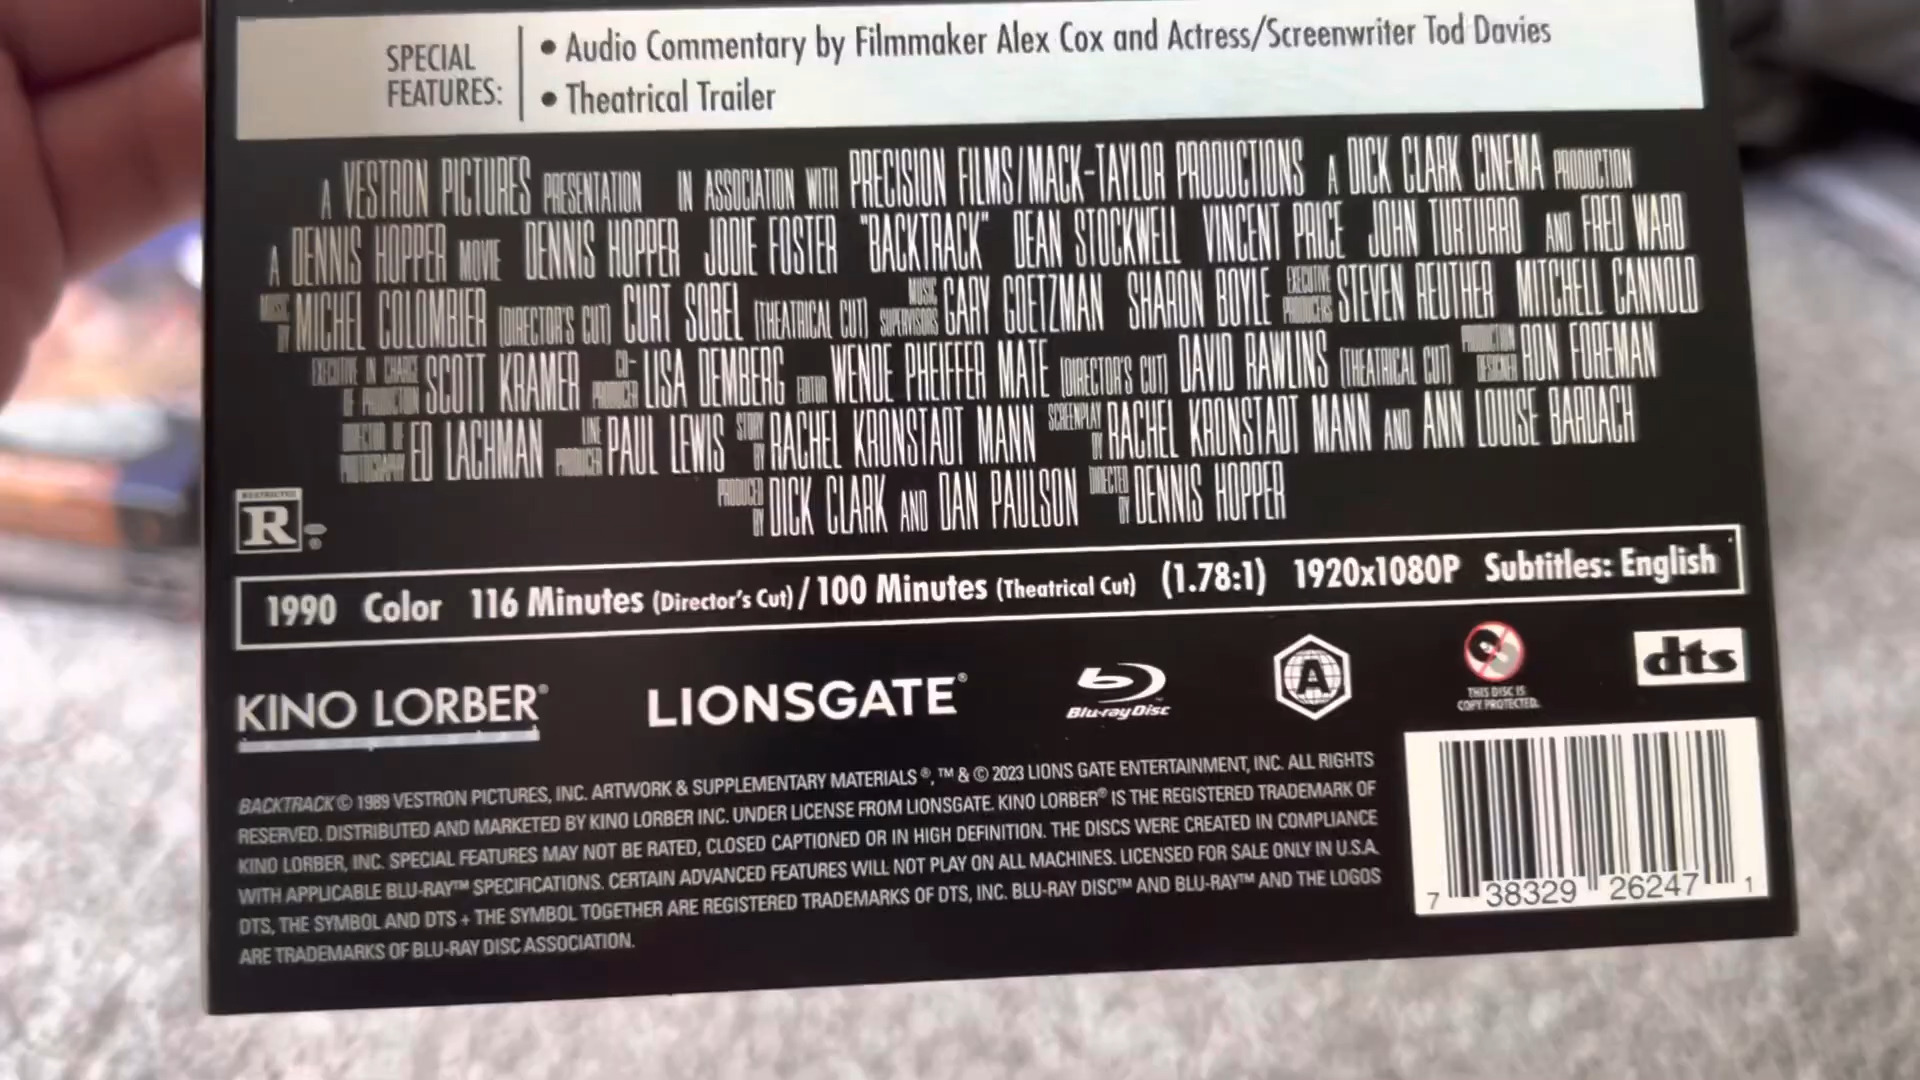 SPECIAL FEATURES:
• Audio Commentary by Filmmaker Alex Cox and Actress/Screenwriter Tod Davies
• Theatrical Trailer
A VESTRON PICTURES PRESENTATION IN ASSOCIATION WITH PRECISION FILMS/MACK-TAYLOR PRODUCTIONS A DICK CLARK CINEMA PRODUCTION
A DENNIS HOPPER MOVIE DENNIS HOPPER JODIE FOSTER "BACKTRACK" DEAN STOCKWELL VINCENT PRICE JOHN TURTURRO AND FRED WARD
MUSIC BY MICHEL COLOMBIER (DIRECTOR'S CUT) CURT SOBEL (THEATRICAL CUT) MUSIC SUPERVISORS GARY GOETZMAN SHARON BOYLE EXECUTIVE PRODUCERS STEVEN REUTHER MITCHELL CANNOLD
EXECUTIVE IN CHARGE OF PRODUCTION SCOTT KRAMER CO-PRODUCER LISA DEMBERG EDITOR WENDE PHEIFFER MATE (DIRECTOR'S CUT) DAVID RAWLINS (THEATRICAL CUT) PRODUCTION DESIGNER RON FOREMAN
DIRECTOR OF PHOTOGRAPHY ED LACHMAN LINE PRODUCER PAUL LEWIS STORY BY RACHEL KRONSTADT MANN SCREENPLAY BY RACHEL KRONSTADT MANN AND ANN LOUISE BARDACH
PRODUCED BY DICK CLARK AND DAN PAULSON DIRECTED BY DENNIS HOPPER
RESTRICTED
R
1990 Color 116 Minutes (Director's Cut) / 100 Minutes (Theatrical Cut) (1.78:1) 1920x1080P Subtitles: English
KINO LORBER® LIONSGATE® Blu-ray Disc™ A THIS DISC IS COPY PROTECTED. dts
BACKTRACK © 1989 VESTRON PICTURES, INC. ARTWORK & SUPPLEMENTARY MATERIALS ®, ™ & © 2023 LIONS GATE ENTERTAINMENT, INC. ALL RIGHTS
RESERVED. DISTRIBUTED AND MARKETED BY KINO LORBER INC. UNDER LICENSE FROM LIONSGATE. KINO LORBER® IS THE REGISTERED TRADEMARK OF
KINO LORBER, INC. SPECIAL FEATURES MAY NOT BE RATED, CLOSED CAPTIONED OR IN HIGH DEFINITION. THE DISCS WERE CREATED IN COMPLIANCE
WITH APPLICABLE BLU-RAY™ SPECIFICATIONS. CERTAIN ADVANCED FEATURES WILL NOT PLAY ON ALL MACHINES. LICENSED FOR SALE ONLY IN U.S.A.
DTS, THE SYMBOL AND DTS + THE SYMBOL TOGETHER ARE REGISTERED TRADEMARKS OF DTS, INC. BLU-RAY DISC™ AND BLU-RAY™ AND THE LOGOS
ARE TRADEMARKS OF BLU-RAY DISC ASSOCIATION.
7 38329 26247 1